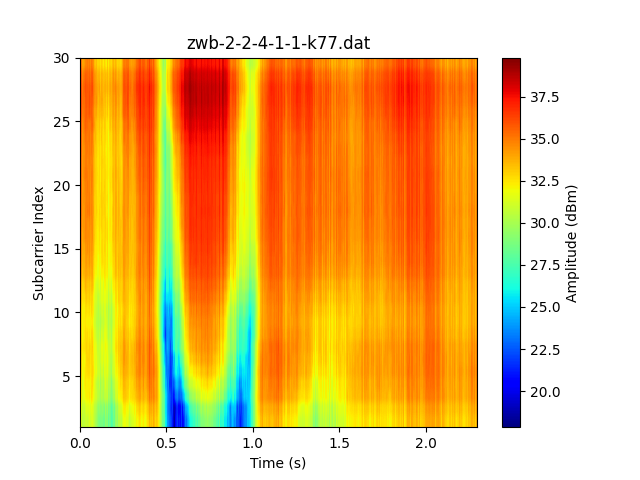 zwb-2-2-4-1-1-k77.dat
30
25
20
15
10
5
Subcarrier Index
0.0 0.5 1.0 1.5 2.0
Time (s)
37.5
35.0
32.5
30.0
27.5
25.0
22.5
20.0
Amplitude (dBm)